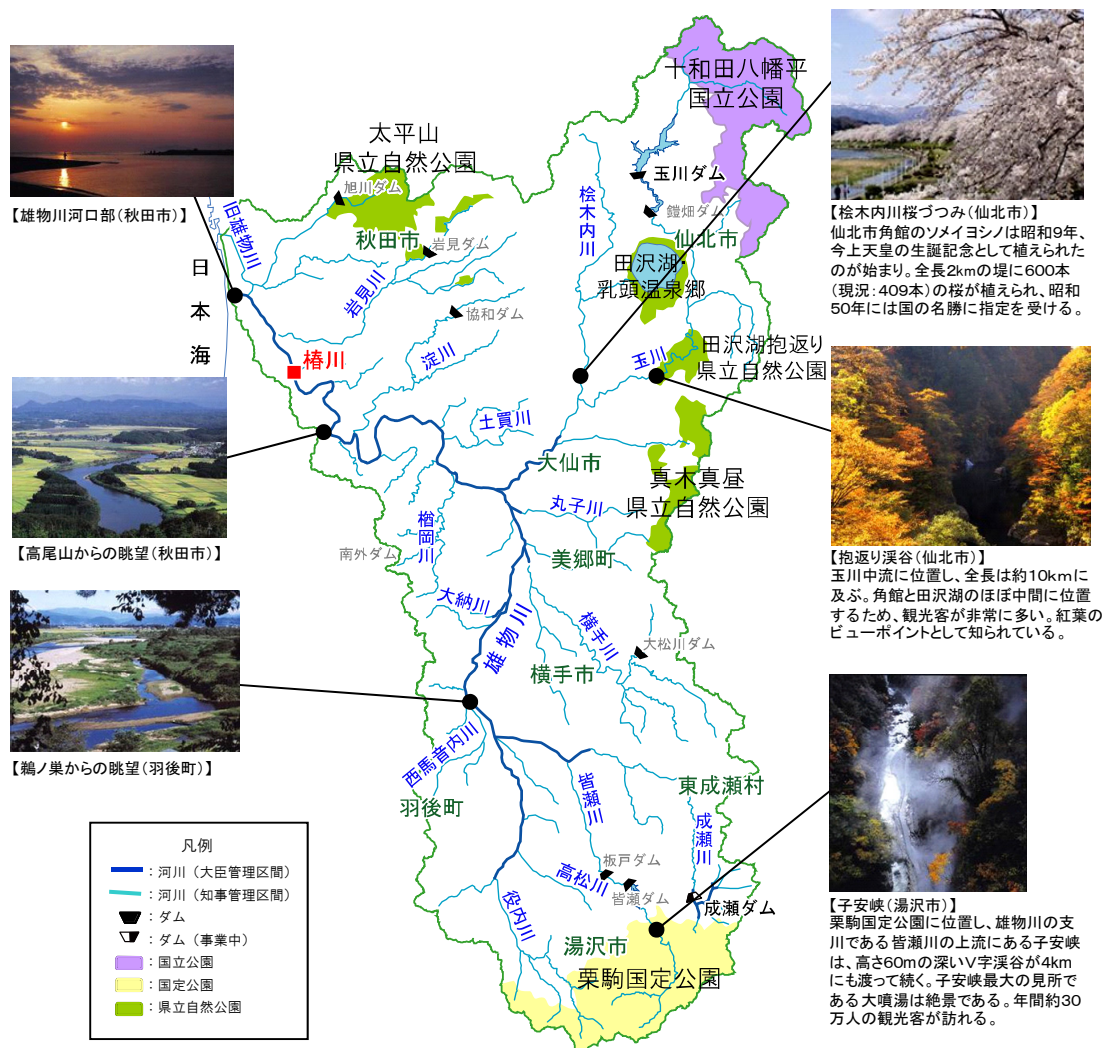 十和田八幡平
国立公園
太平山
県立自然公園
旭川ダム
玉川ダム
鎧畑ダム
桧木内川
仙北市
旧雄物川
秋田市
岩見ダム
岩見川
田沢湖・
乳頭温泉郷
日本海
協和ダム
椿川
淀川
玉川
田沢湖抱返り
県立自然公園
土買川
大仙市
真木真昼
県立自然公園
丸子川
楢岡川
南外ダム
美郷町
大納川
雄物川
横手川
大松川ダム
横手市
西馬音内川
羽後町
皆瀬川
東成瀬村
成瀬川
板戸ダム
高松川
皆瀬ダム
成瀬ダム
役内川
湯沢市
栗駒国定公園
【雄物川河口部(秋田市)】
【高尾山からの眺望(秋田市)】
【鵜ノ巣からの眺望(羽後町)】
凡例
:河川(大臣管理区間)
:河川(知事管理区間)
:ダム
:ダム(事業中)
:国立公園
:国定公園
:県立自然公園
【桧木内川桜づつみ(仙北市)】
仙北市角館のソメイヨシノは昭和9年、
今上天皇の生誕記念として植えられた
のが始まり。全長2kmの堤に600本
(現況:409本)の桜が植えられ、昭和
50年には国の名勝に指定を受ける。
【抱返り渓谷(仙北市)】
玉川中流に位置し、全長は約10kmに
及ぶ。角館と田沢湖のほぼ中間に位置
するため、観光客が非常に多い。紅葉の
ビューポイントとして知られている。
【子安峡(湯沢市)】
栗駒国定公園に位置し、雄物川の支
川である皆瀬川の上流にある子安峡
は、高さ60mの深いV字渓谷が4km
にも渡って続く。子安峡最大の見所で
ある大噴湯は絶景である。年間約30
万人の観光客が訪れる。